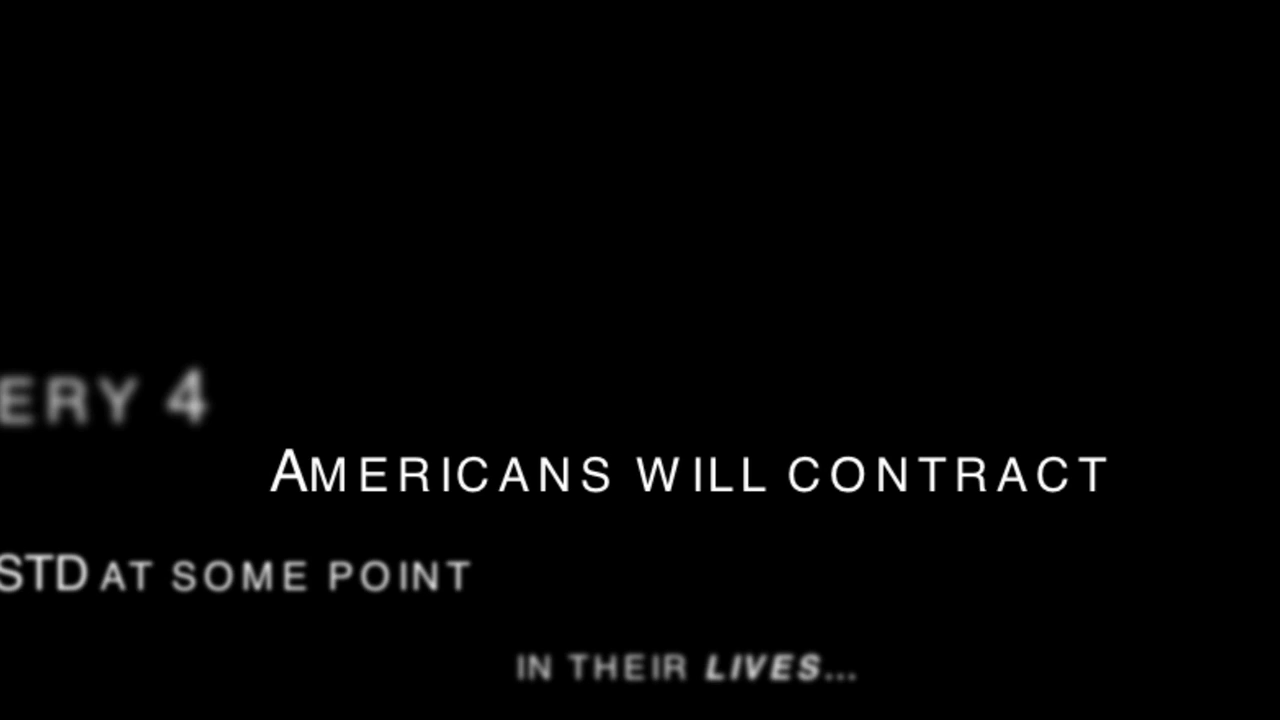 ERY 4
AMERICANS WILL CONTRACT
STD AT SOME POINT
IN THEIR LIVES...